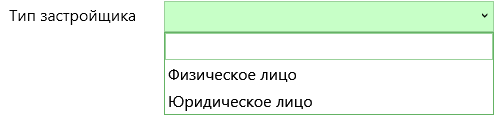 Тип застройщика
Физическое лицо
Юридическое лицо